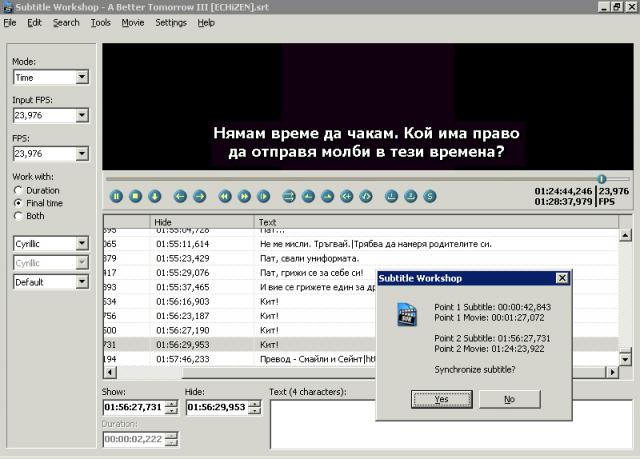 Subtitle Workshop - A Better Tomorrow III [ECHiZEN].srt
File Edit Search Tools Movie Settings Help
Mode:
Time
Input FPS:
23,976
FPS:
23,976
Work with:
Duration
Final time
Both
Cyrillic
Cyrillic
Default
Нямам време да чакам. Кой има право
да отправя молби в тези времена?
01:24:44,246 23,976
01:28:37,979 FPS
Hide Text
595 01:55:04,728 Пат...
065 01:55:11,614 Не ме мисли. Тръгвай.|Трябва да намеря родителите си.
879 01:55:23,429 Пат, свали униформата.
417 01:55:29,076 Пат, грижи се за себе си!
893 01:55:37,465 И вие се грижете един за
534 01:56:16,903 Кит!
756 01:56:23,187 Кит!
500 01:56:27,190 Кит!
731 01:56:29,953 Кит!
194 01:57:46,233 Превод - Смайли и Сейнт|htt
Subtitle Workshop
Point 1 Subtitle: 00:00:42,843
Point 1 Movie: 00:01:27,072
Point 2 Subtitle: 01:56:27,731
Point 2 Movie: 01:24:23,922
Synchronize subtitle?
Yes No
Show: Hide: Text (4 characters):
01:56:27,731 01:56:29,953
Duration:
00:00:02,222